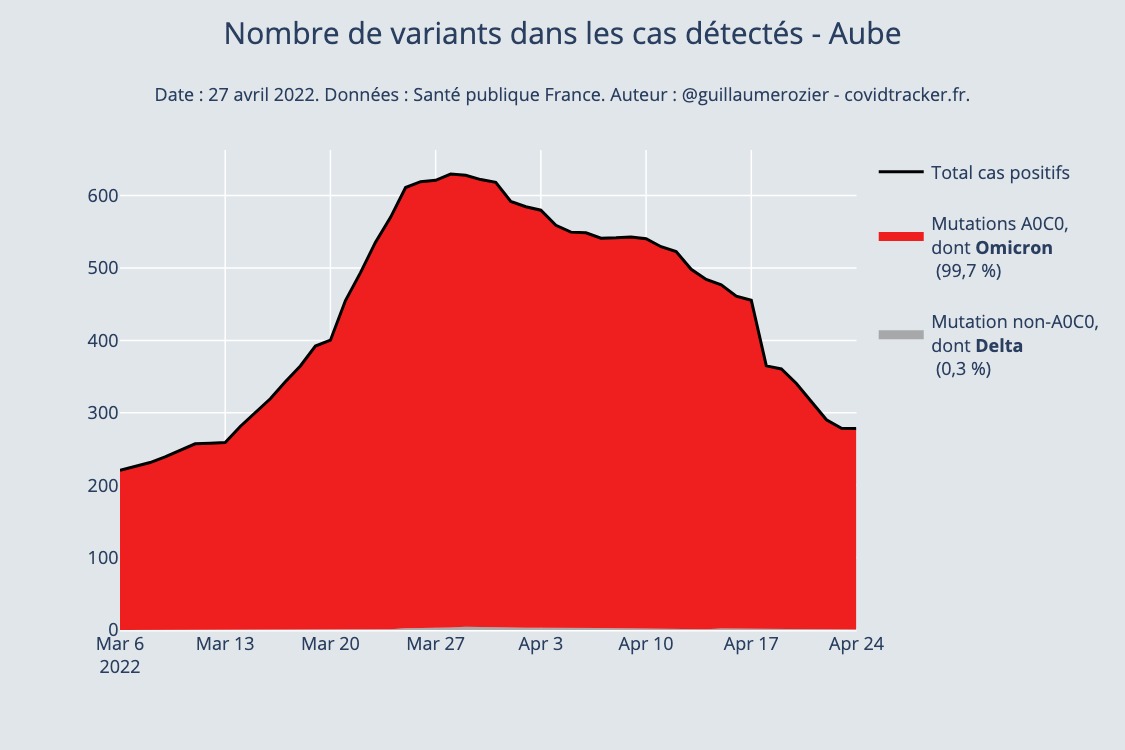 Nombre de variants dans les cas détectés - Aube
Date : 27 avril 2022. Données : Santé publique France. Auteur : @guillaumerozier - covidtracker.fr.
600
500
400
300
200
100
0
Mar 6
2022
Mar 13
Mar 20
Mar 27
Apr 3
Apr 10
Apr 17
Apr 24
Total cas positifs
Mutations A0C0,
dont Omicron
(99,7 %)
Mutation non-A0C0,
dont Delta
(0,3 %)